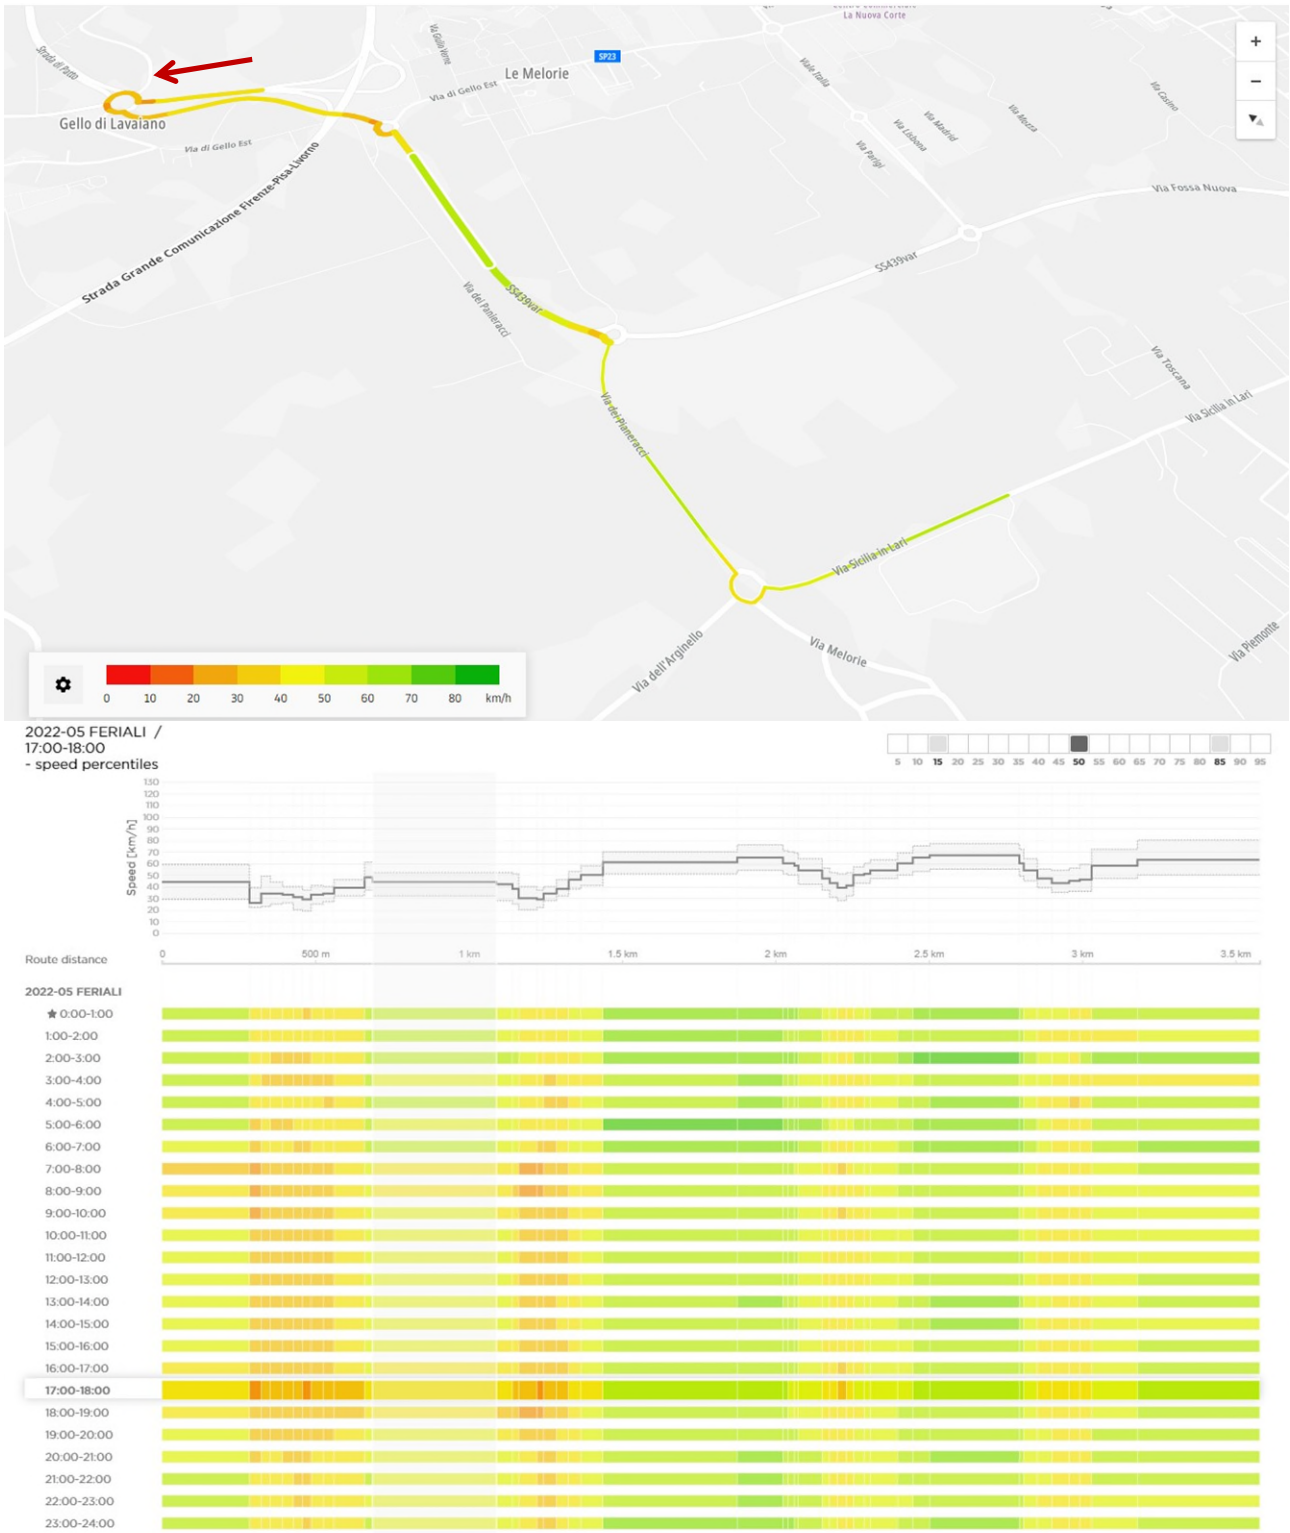 La Nuova Corte
Strada di Patto
Via Giulio Verne
Le Melorie
SP23
Viale Italia
Via di Gello Est
Via Casino
Via Mozza
Via Madrid
Via Lisbona
Via Parigi
Gello di Lavaiano
Via di Gello Est
Strada Grande Comunicazione Firenze-Pisa-Livorno
Via Fossa Nuova
SS439var
SS439var
Via dei Panieracci
Via Toscana
Via Sicilia in Lari
Via dei Pianeracci
Via Sicilia in Lari
Via dell'Arginello
Via Melorie
Via Piemonte
+
−
0 10 20 30 40 50 60 70 80 km/h
2022-05 FERIALI /
17:00-18:00
- speed percentiles
5 10 15 20 25 30 35 40 45 50 55 60 65 70 75 80 85 90 95
Speed [km/h]
130
120
110
100
90
80
70
60
50
40
30
20
10
0
Route distance 0 500 m 1 km 1.5 km 2 km 2.5 km 3 km 3.5 km
2022-05 FERIALI
★ 0:00-1:00
1:00-2:00
2:00-3:00
3:00-4:00
4:00-5:00
5:00-6:00
6:00-7:00
7:00-8:00
8:00-9:00
9:00-10:00
10:00-11:00
11:00-12:00
12:00-13:00
13:00-14:00
14:00-15:00
15:00-16:00
16:00-17:00
17:00-18:00
18:00-19:00
19:00-20:00
20:00-21:00
21:00-22:00
22:00-23:00
23:00-24:00